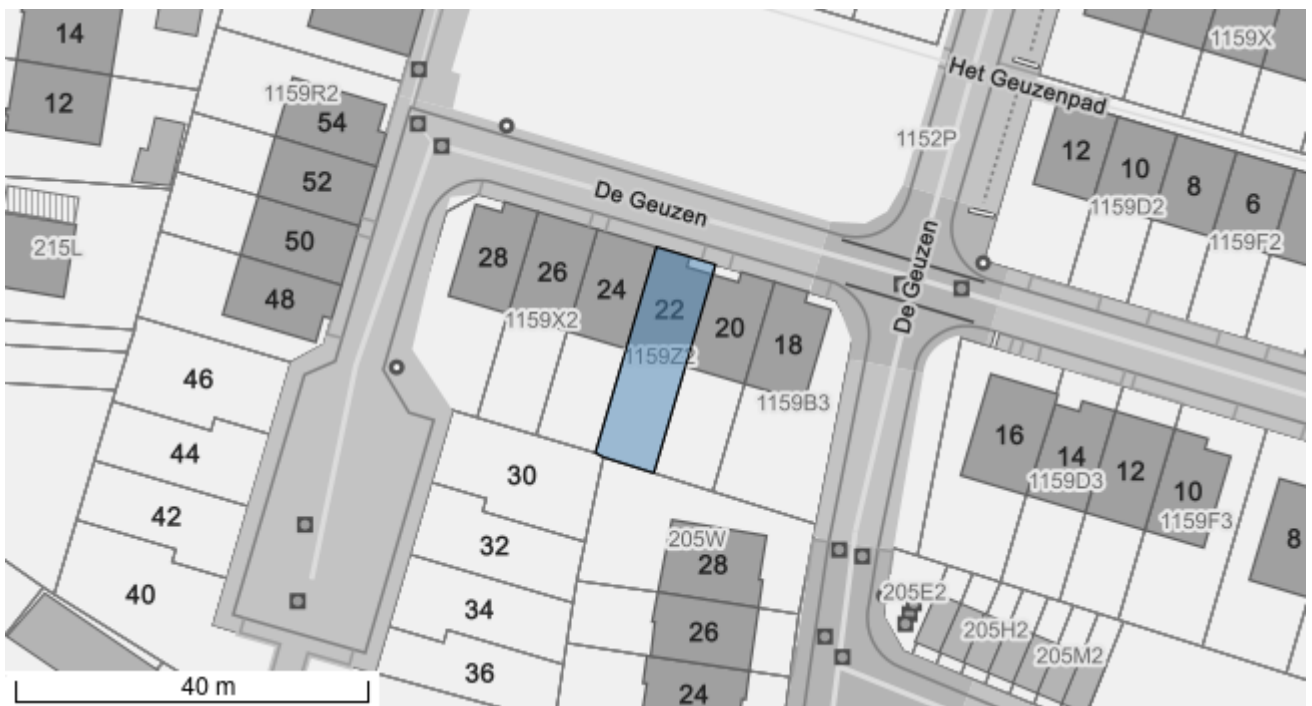 14
1159X
1159R2
12
Het Geuzenpad
54
1152P
12
10
8
6
52
De Geuzen
1159D2
1159F2
50
215L
De Geuzen
28
26
24
22
20
18
48
1159X2
1159Z2
46
1159B3
16
14
12
10
1159D3
1159F3
44
30
42
32
205W
28
8
40
34
205E2
26
205H2
205M2
36
24
40 m